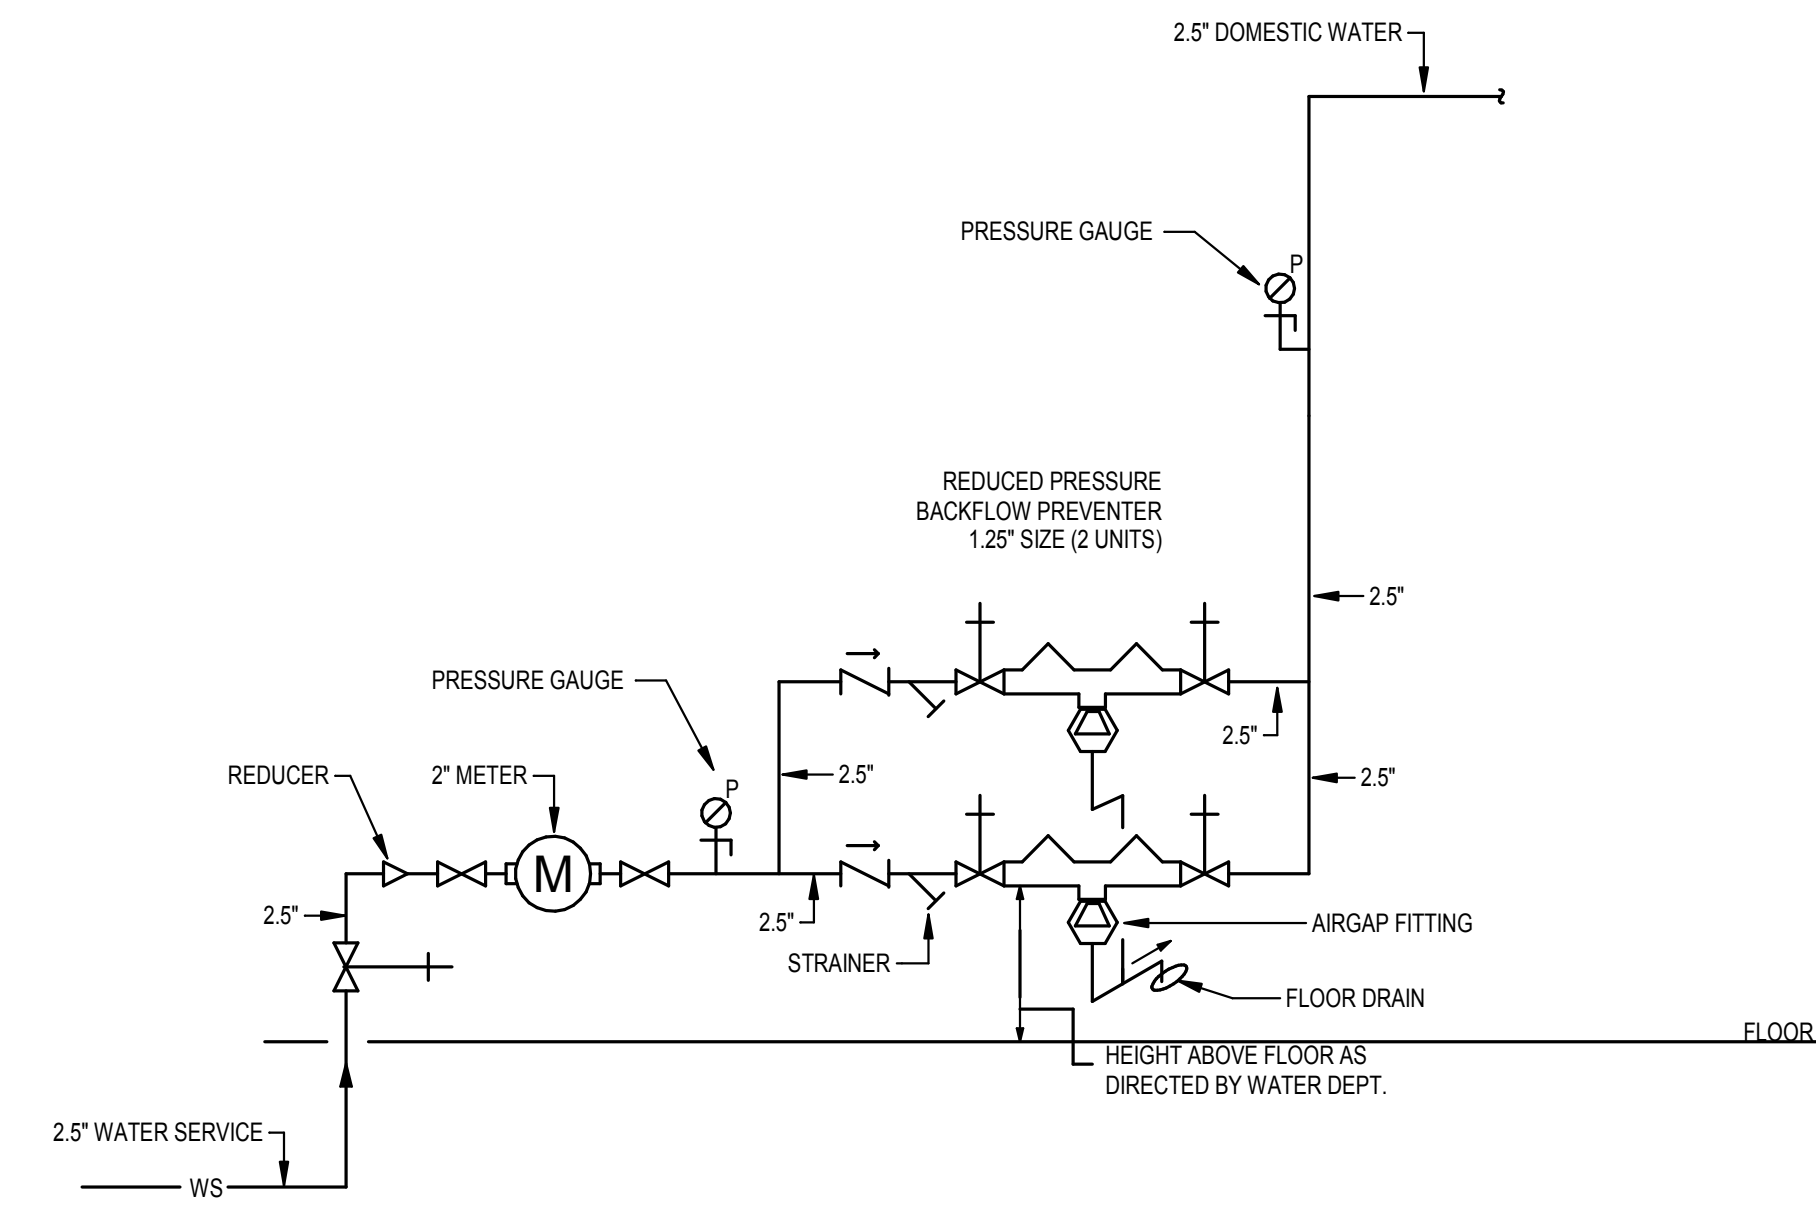 2.5" DOMESTIC WATER
PRESSURE GAUGE
P
REDUCED PRESSURE
BACKFLOW PREVENTER
1.25" SIZE (2 UNITS)
2.5"
PRESSURE GAUGE
2.5"
REDUCER
2" METER
P
2.5"
2.5"
M
2.5"
2.5"
STRAINER
AIRGAP FITTING
FLOOR DRAIN
FLOOR
HEIGHT ABOVE FLOOR AS
DIRECTED BY WATER DEPT.
2.5" WATER SERVICE
WS